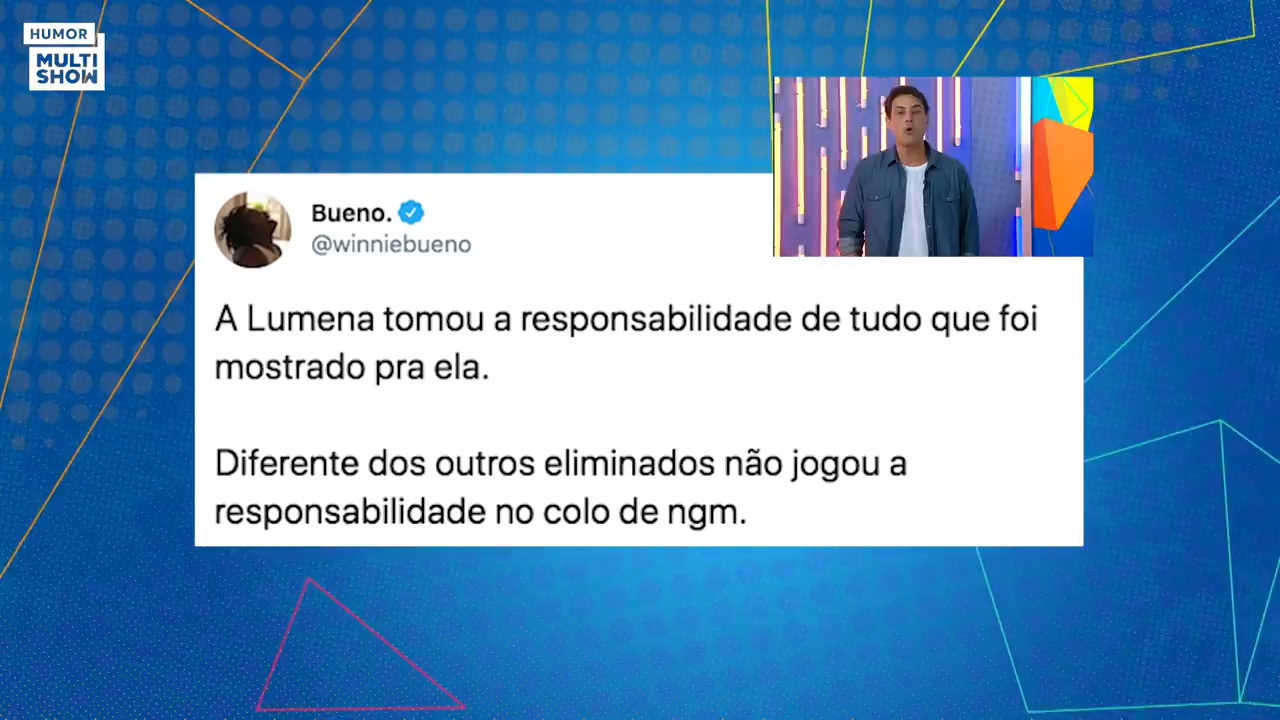 HUMOR
MULTI
SHOW
Bueno.
@winniebueno
A Lumena tomou a responsabilidade de tudo que foi
mostrado pra ela.
Diferente dos outros eliminados não jogou a
responsabilidade no colo de ngm.